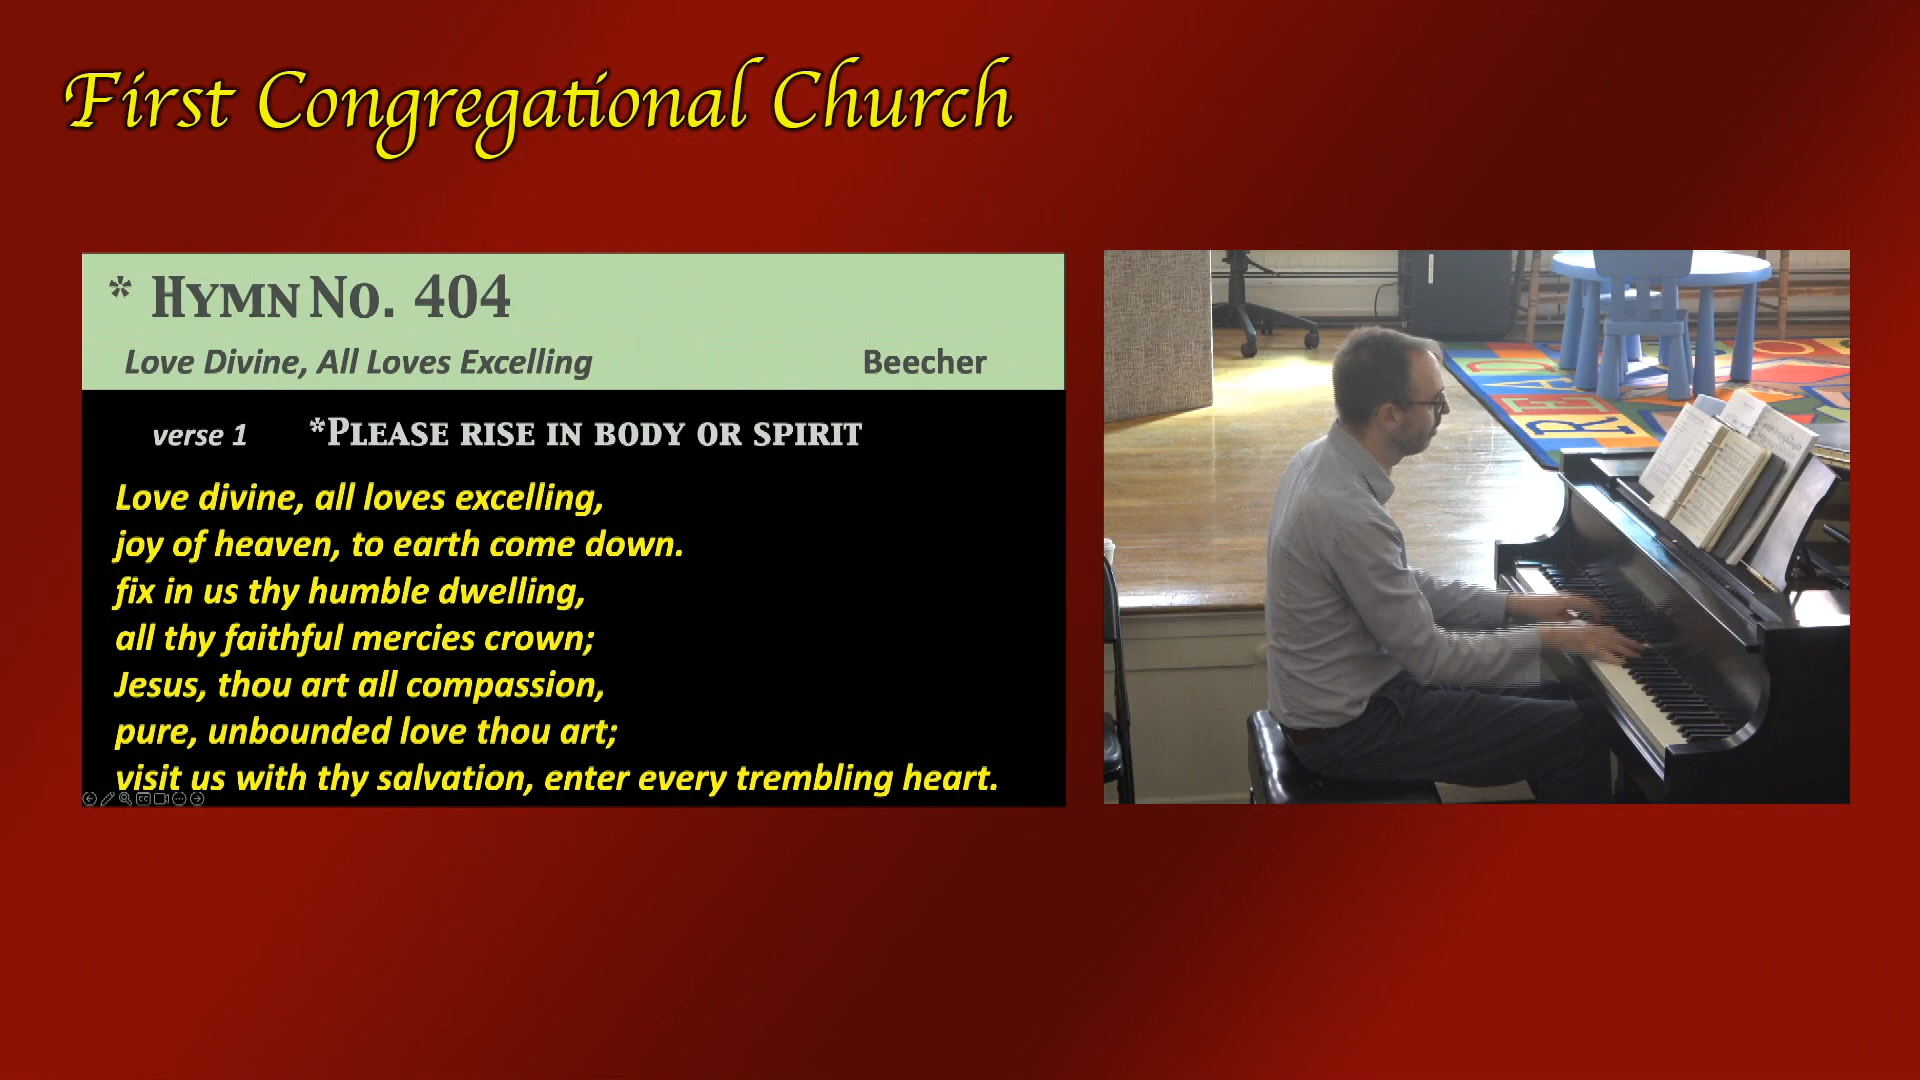 First Congregational Church
* Hymn No. 404
Love Divine, All Loves Excelling Beecher
verse 1 *Please rise in body or spirit
Love divine, all loves excelling,
joy of heaven, to earth come down.
fix in us thy humble dwelling,
all thy faithful mercies crown;
Jesus, thou art all compassion,
pure, unbounded love thou art;
visit us with thy salvation, enter every trembling heart.
READ